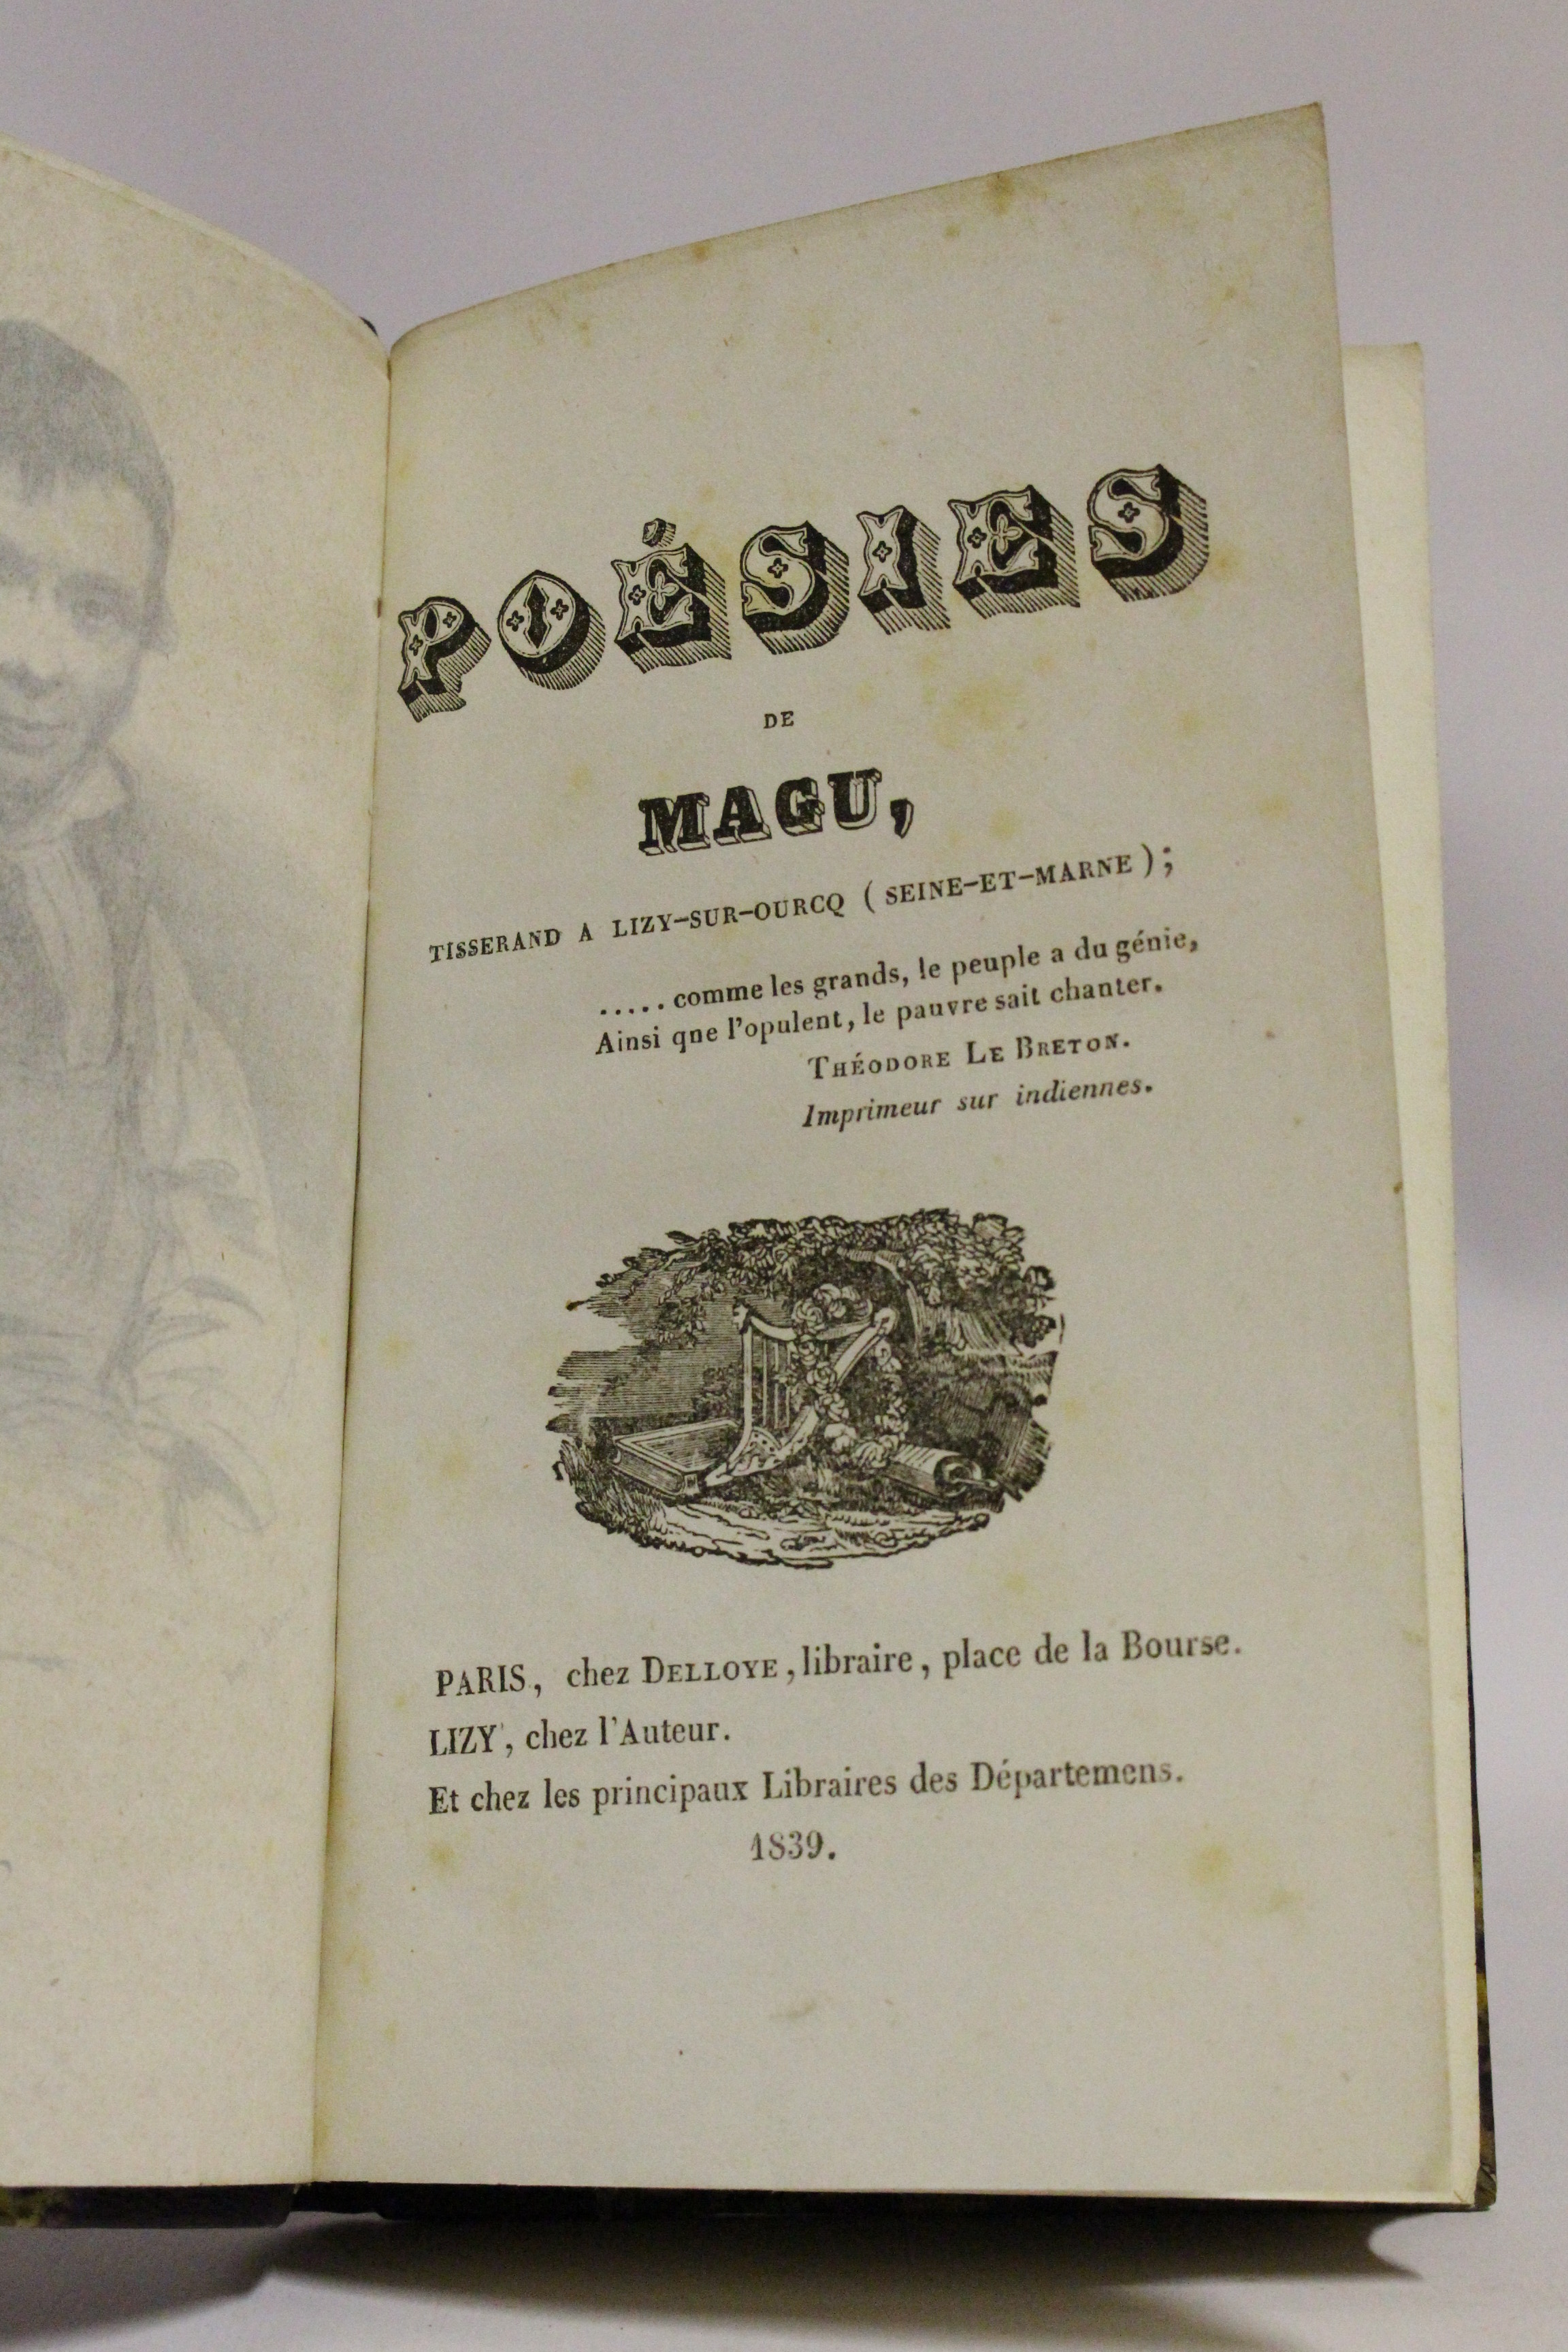 POÉSIES
DE
MAGU,
TISSERAND A LIZY-SUR-OURCQ ( SEINE-ET-MARNE );
..... comme les grands, le peuple a du génie,
Ainsi qne l'opulent, le pauvre sait chanter.
THÉODORE LE BRETON.
Imprimeur sur indiennes.
PARIS, chez DELLOYE, libraire, place de la Bourse.
LIZY, chez l'Auteur.
Et chez les principaux Libraires des Départemens.
1839.